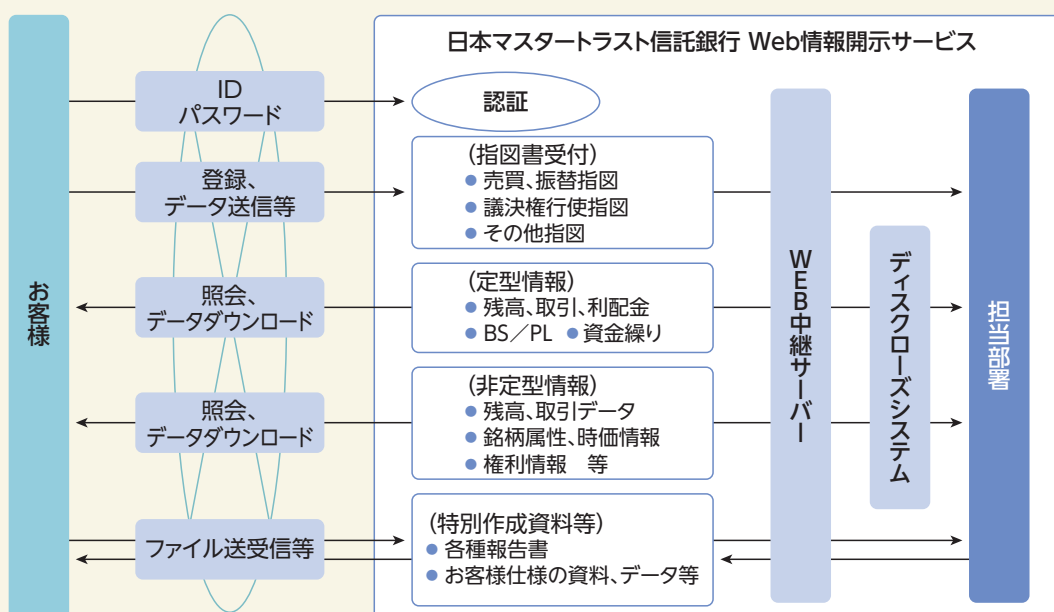 日本マスタートラスト信託銀行 Web情報開示サービス
お客様
ID
パスワード
認証
登録、
データ送信等
(指図書受付)
● 売買、振替指図
● 議決権行使指図
● その他指図
照会、
データダウンロード
(定型情報)
● 残高、取引、利配金
● BS／PL ● 資金繰り
照会、
データダウンロード
(非定型情報)
● 残高、取引データ
● 銘柄属性、時価情報
● 権利情報　等
ファイル送受信等
(特別作成資料等)
● 各種報告書
● お客様仕様の資料、データ等
WEB中継サーバー
ディスクローズシステム
担当部署